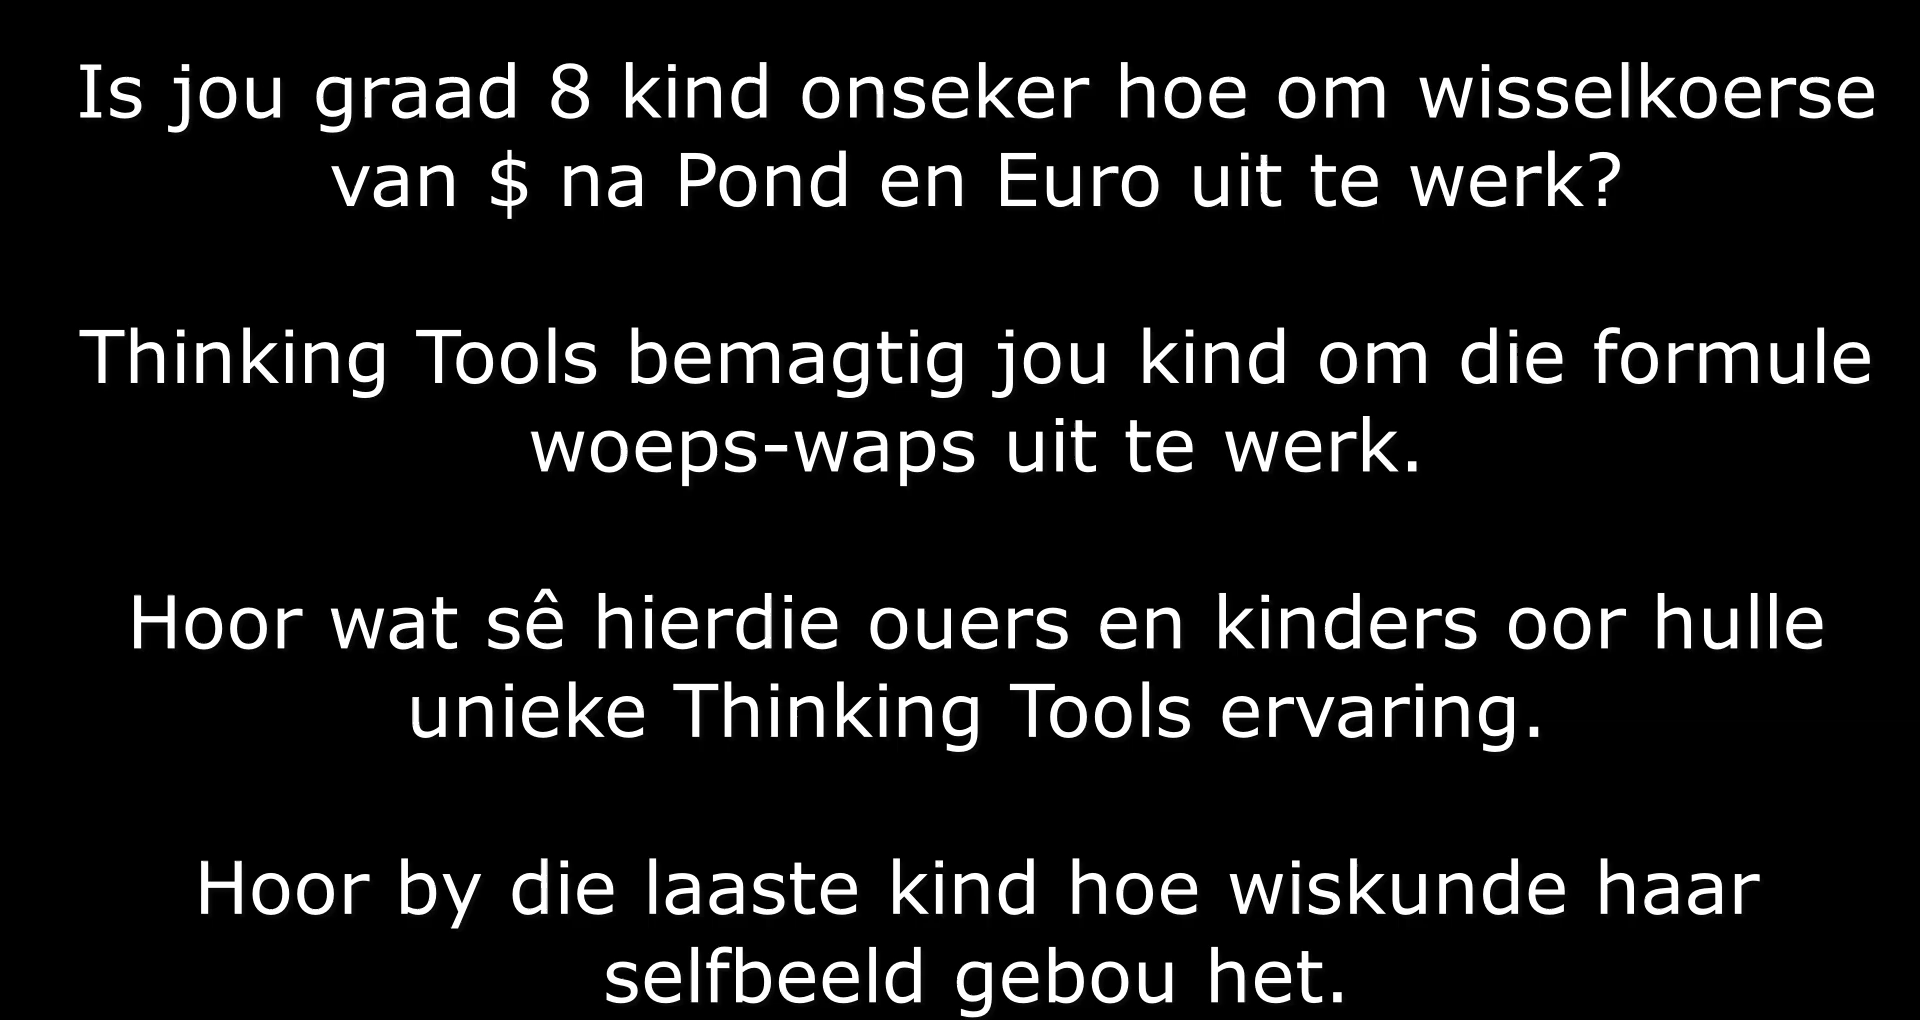 Is jou graad 8 kind onseker hoe om wisselkoerse
van $ na Pond en Euro uit te werk?
Thinking Tools bemagtig jou kind om die formule
woeps-waps uit te werk.
Hoor wat sê hierdie ouers en kinders oor hulle
unieke Thinking Tools ervaring.
Hoor by die laaste kind hoe wiskunde haar
selfbeeld gebou het.